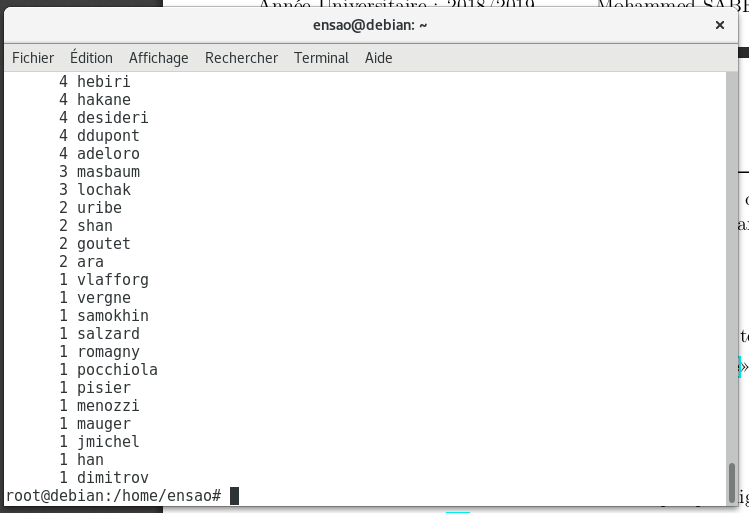 Année Universitaire : 2018/2019 Mohammed SABE
ensao@debian: ~
Fichier Édition Affichage Rechercher Terminal Aide
4 hebiri
4 hakane
4 desideri
4 ddupont
4 adeloro
3 masbaum
3 lochak
2 uribe
2 shan
2 goutet
2 ara
1 vlafforg
1 vergne
1 samokhin
1 salzard
1 romagny
1 pocchiola
1 pisier
1 menozzi
1 mauger
1 jmichel
1 han
1 dimitrov
root@debian:/home/ensao#